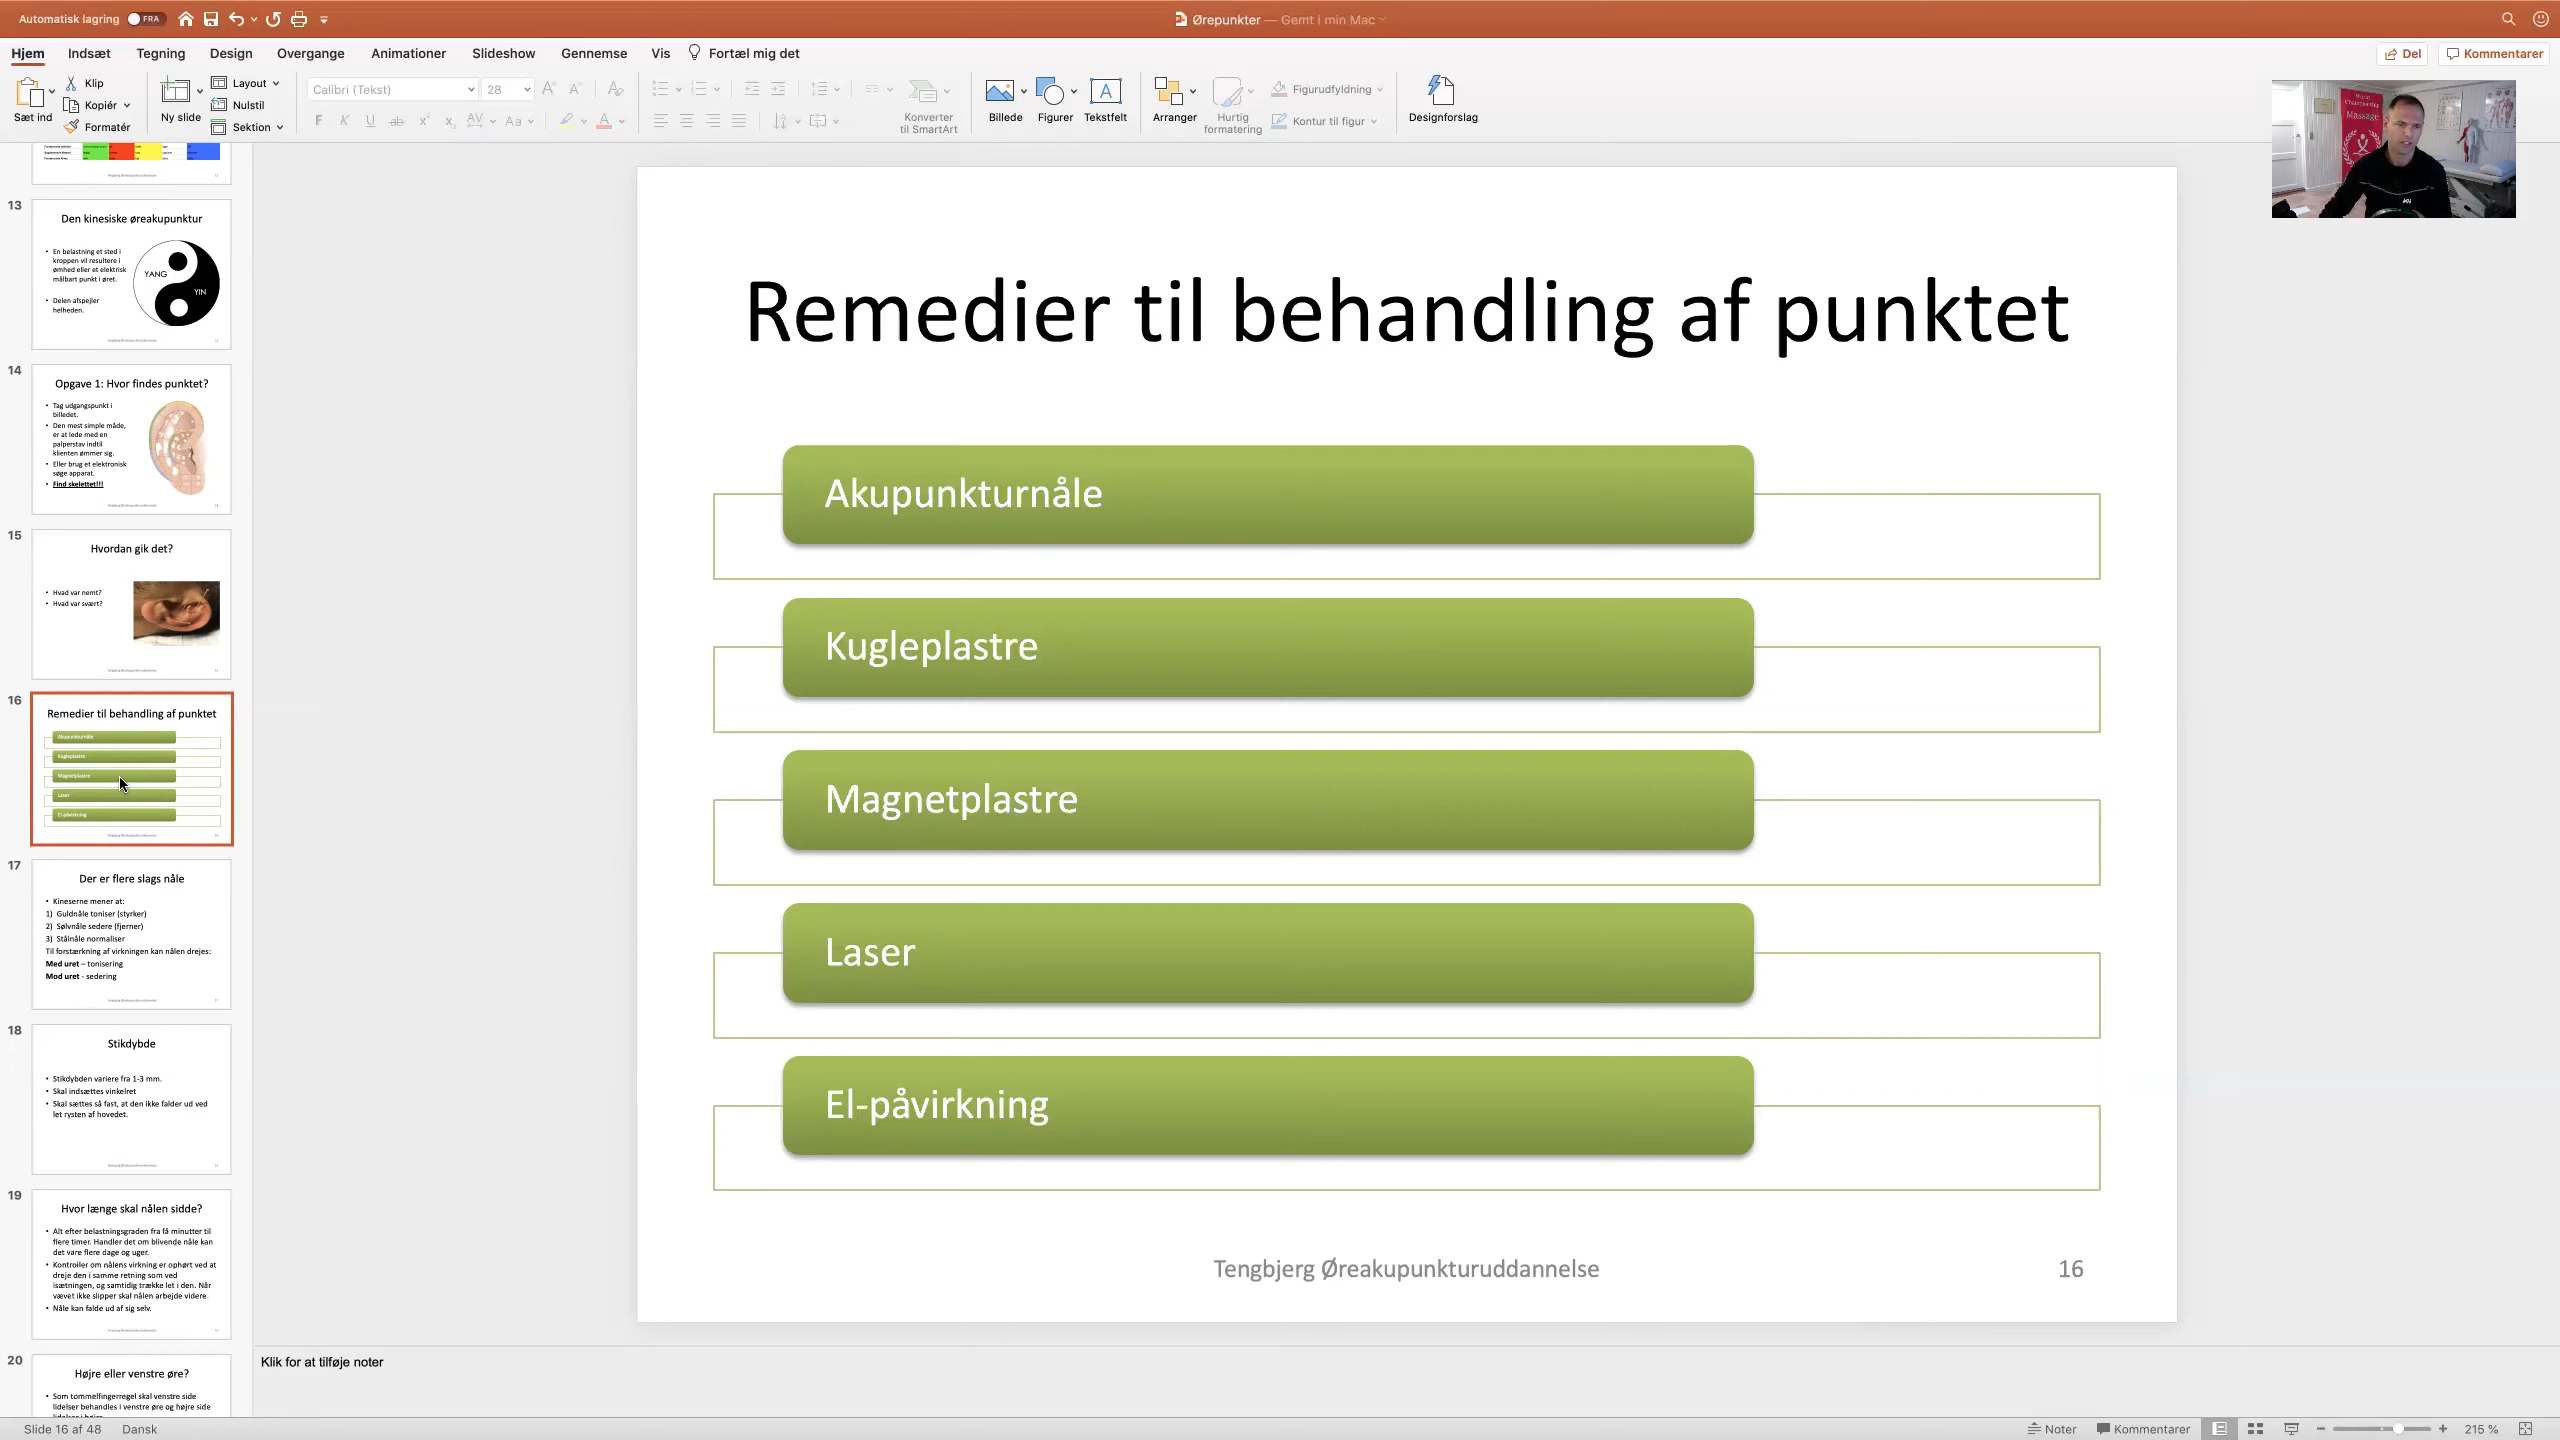 Automatisk lagring FRA
Ørepunkter — Gemt i min Mac
Hjem Indsæt Tegning Design Overgange Animationer Slideshow Gennemse Vis Fortæl mig det
Del Kommentarer
Sæt ind
Klip
Kopiér
Formatér
Ny slide
Layout
Nulstil
Sektion
Calibri (Tekst) 28
Konverter
til SmartArt
Billede Figurer Tekstfelt
Arranger
Hurtig
formatering
Figurudfyldning
Kontur til figur
Designforslag
World
Championship
Massage
13
Den kinesiske øreakupunktur
• En belastning et sted i
kroppen vil resultere i
ømhed eller et elektrisk
målbart punkt i øret.
• Delen afspejler
helheden.
YANG
YIN
14
Opgave 1: Hvor findes punktet?
• Tag udgangspunkt i
billedet.
• Den mest simple måde,
er at lede med en
palperstav indtil
klienten ømmer sig.
• Eller brug et elektronisk
søge apparat.
• Find skelettet!!!
15
Hvordan gik det?
• Hvad var nemt?
• Hvad var svært?
16
Remedier til behandling af punktet
Akupunkturnåle
Kugleplastre
Magnetplastre
Laser
El-påvirkning
17
Der er flere slags nåle
• Kineserne mener at:
1) Guldnåle toniser (styrker)
2) Sølvnåle sedere (fjerner)
3) Stålnåle normaliser
Til forstærkning af virkningen kan nålen drejes:
Med uret – tonisering
Mod uret - sedering
18
Stikdybde
• Stikdybden variere fra 1-3 mm.
• Skal indsættes vinkelret
• Skal sættes så fast, at den ikke falder ud ved
let rysten af hovedet.
19
Hvor længe skal nålen sidde?
• Alt efter belastningsgraden fra få minutter til
flere timer. Handler det om blivende nåle kan
det vare flere dage og uger.
• Kontroller om nålens virkning er ophørt ved at
dreje den i samme retning som ved
isætningen, og samtidig trække let i den. Når
vævet ikke slipper skal nålen arbejde videre.
• Nåle kan falde ud af sig selv.
20
Højre eller venstre øre?
• Som tommelfingerregel skal venstre side
lidelser behandles i venstre øre og højre side
Remedier til behandling af punktet
Akupunkturnåle
Kugleplastre
Magnetplastre
Laser
El-påvirkning
Tengbjerg Øreakupunkturuddannelse
16
Klik for at tilføje noter
Slide 16 af 48 Dansk
Noter Kommentarer 215 %